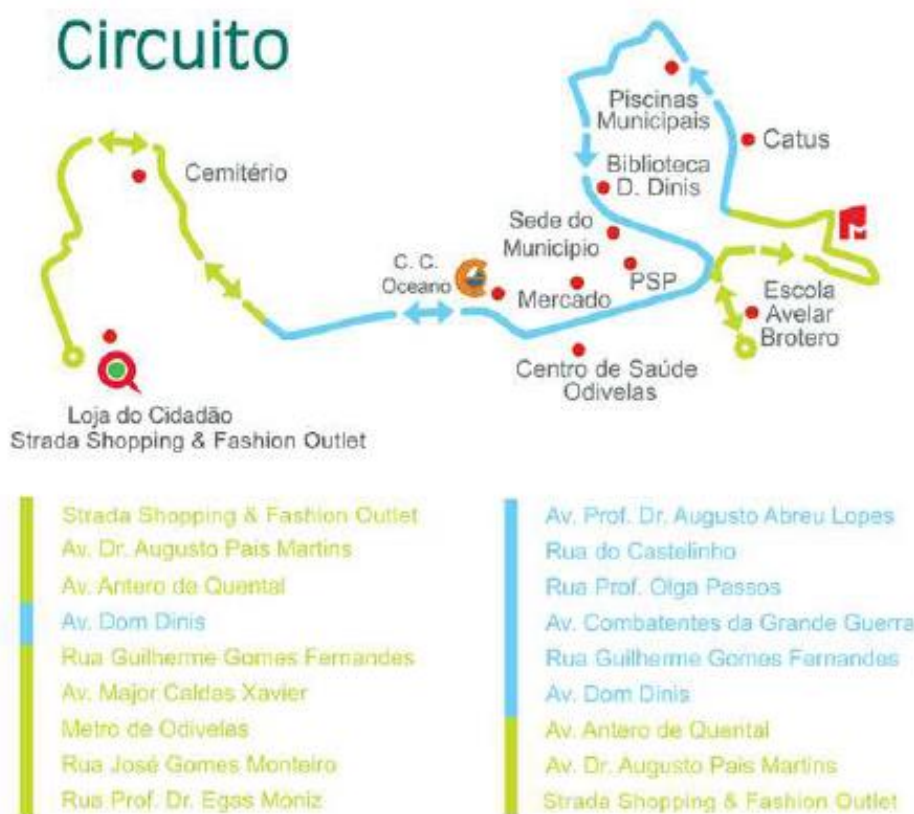 Circuito
Piscinas
Municipais
Catus
Cemitério
Biblioteca
D. Dinis
Sede do
Município
C. C.
Oceano
Mercado
PSP
Escola
Avelar
Brotero
Centro de Saúde
Odivelas
Loja do Cidadão
Strada Shopping & Fashion Outlet
Strada Shopping & Fashion Outlet
Av. Dr. Augusto Pais Martins
Av. Antero de Quental
Av. Dom Dinis
Rua Guilherme Gomes Fernandes
Av. Major Caldas Xavier
Metro de Odivelas
Rua José Gomes Monteiro
Rua Prof. Dr. Egas Moniz
Av. Prof. Dr. Augusto Abreu Lopes
Rua do Castelinho
Rua Prof. Olga Passos
Av. Combatentes da Grande Guerra
Rua Guilherme Gomes Fernandes
Av. Dom Dinis
Av. Antero de Quental
Av. Dr. Augusto Pais Martins
Strada Shopping & Fashion Outlet